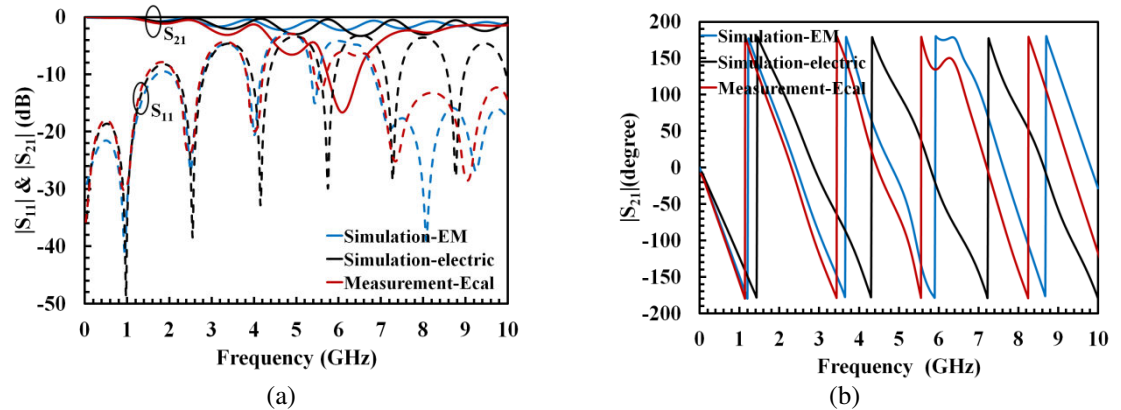 0
-10
-20
-30
-40
-50
|S11| & |S21| (dB)
S21
S11
Simulation-EM
Simulation-electric
Measurement-Ecal
0 1 2 3 4 5 6 7 8 9 10
Frequency (GHz)
(a)
200
150
100
50
0
-50
-100
-150
-200
|S21|(degree)
Simulation-EM
Simulation-electric
Measurement-Ecal
0 1 2 3 4 5 6 7 8 9 10
Frequency (GHz)
(b)